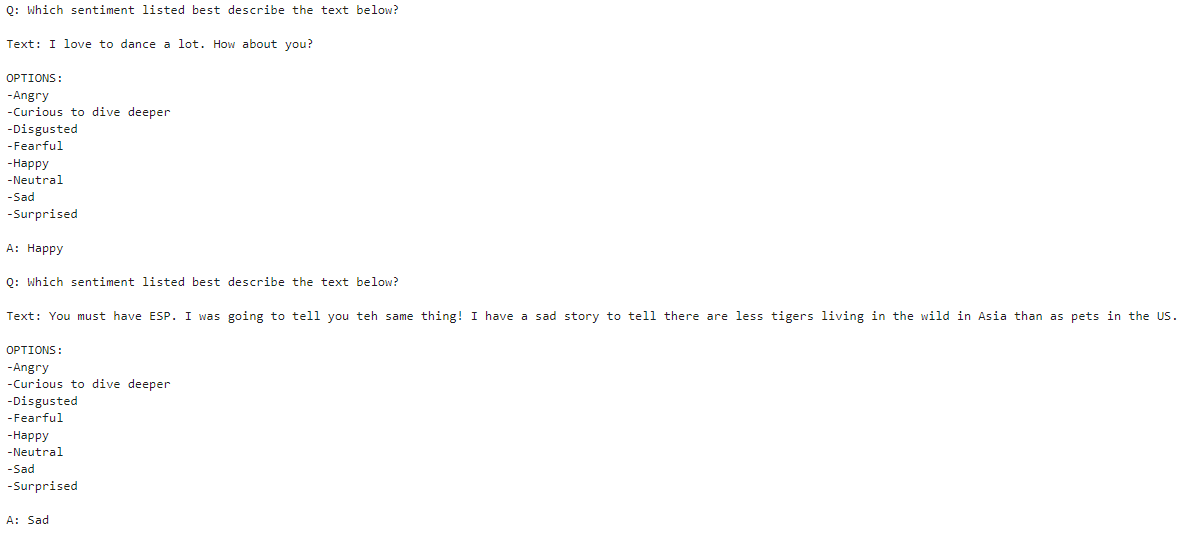 Q: Which sentiment listed best describe the text below?
Text: I love to dance a lot. How about you?
OPTIONS:
-Angry
-Curious to dive deeper
-Disgusted
-Fearful
-Happy
-Neutral
-Sad
-Surprised
A: Happy
Q: Which sentiment listed best describe the text below?
Text: You must have ESP. I was going to tell you teh same thing! I have a sad story to tell there are less tigers living in the wild in Asia than as pets in the US.
OPTIONS:
-Angry
-Curious to dive deeper
-Disgusted
-Fearful
-Happy
-Neutral
-Sad
-Surprised
A: Sad